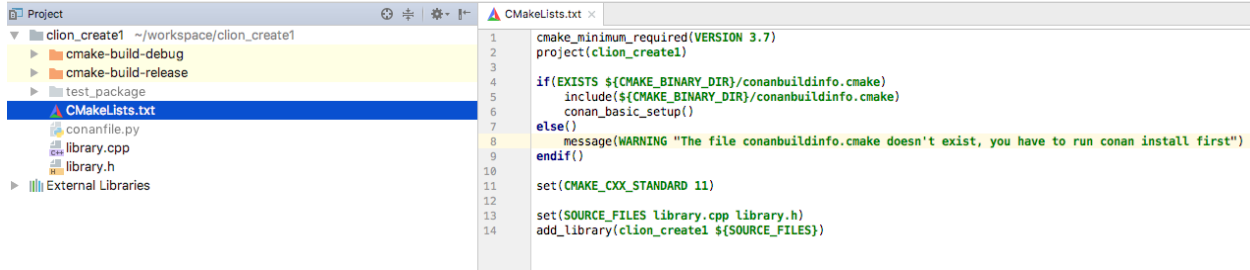 Project
clion_create1 ~/workspace/clion_create1
cmake-build-debug
cmake-build-release
test_package
CMakeLists.txt
conanfile.py
library.cpp
library.h
External Libraries
CMakeLists.txt
1 cmake_minimum_required(VERSION 3.7)
2 project(clion_create1)
3
4 if(EXISTS ${CMAKE_BINARY_DIR}/conanbuildinfo.cmake)
5 include(${CMAKE_BINARY_DIR}/conanbuildinfo.cmake)
6 conan_basic_setup()
7 else()
8 message(WARNING "The file conanbuildinfo.cmake doesn't exist, you have to run conan install first")
9 endif()
10
11 set(CMAKE_CXX_STANDARD 11)
12
13 set(SOURCE_FILES library.cpp library.h)
14 add_library(clion_create1 ${SOURCE_FILES})